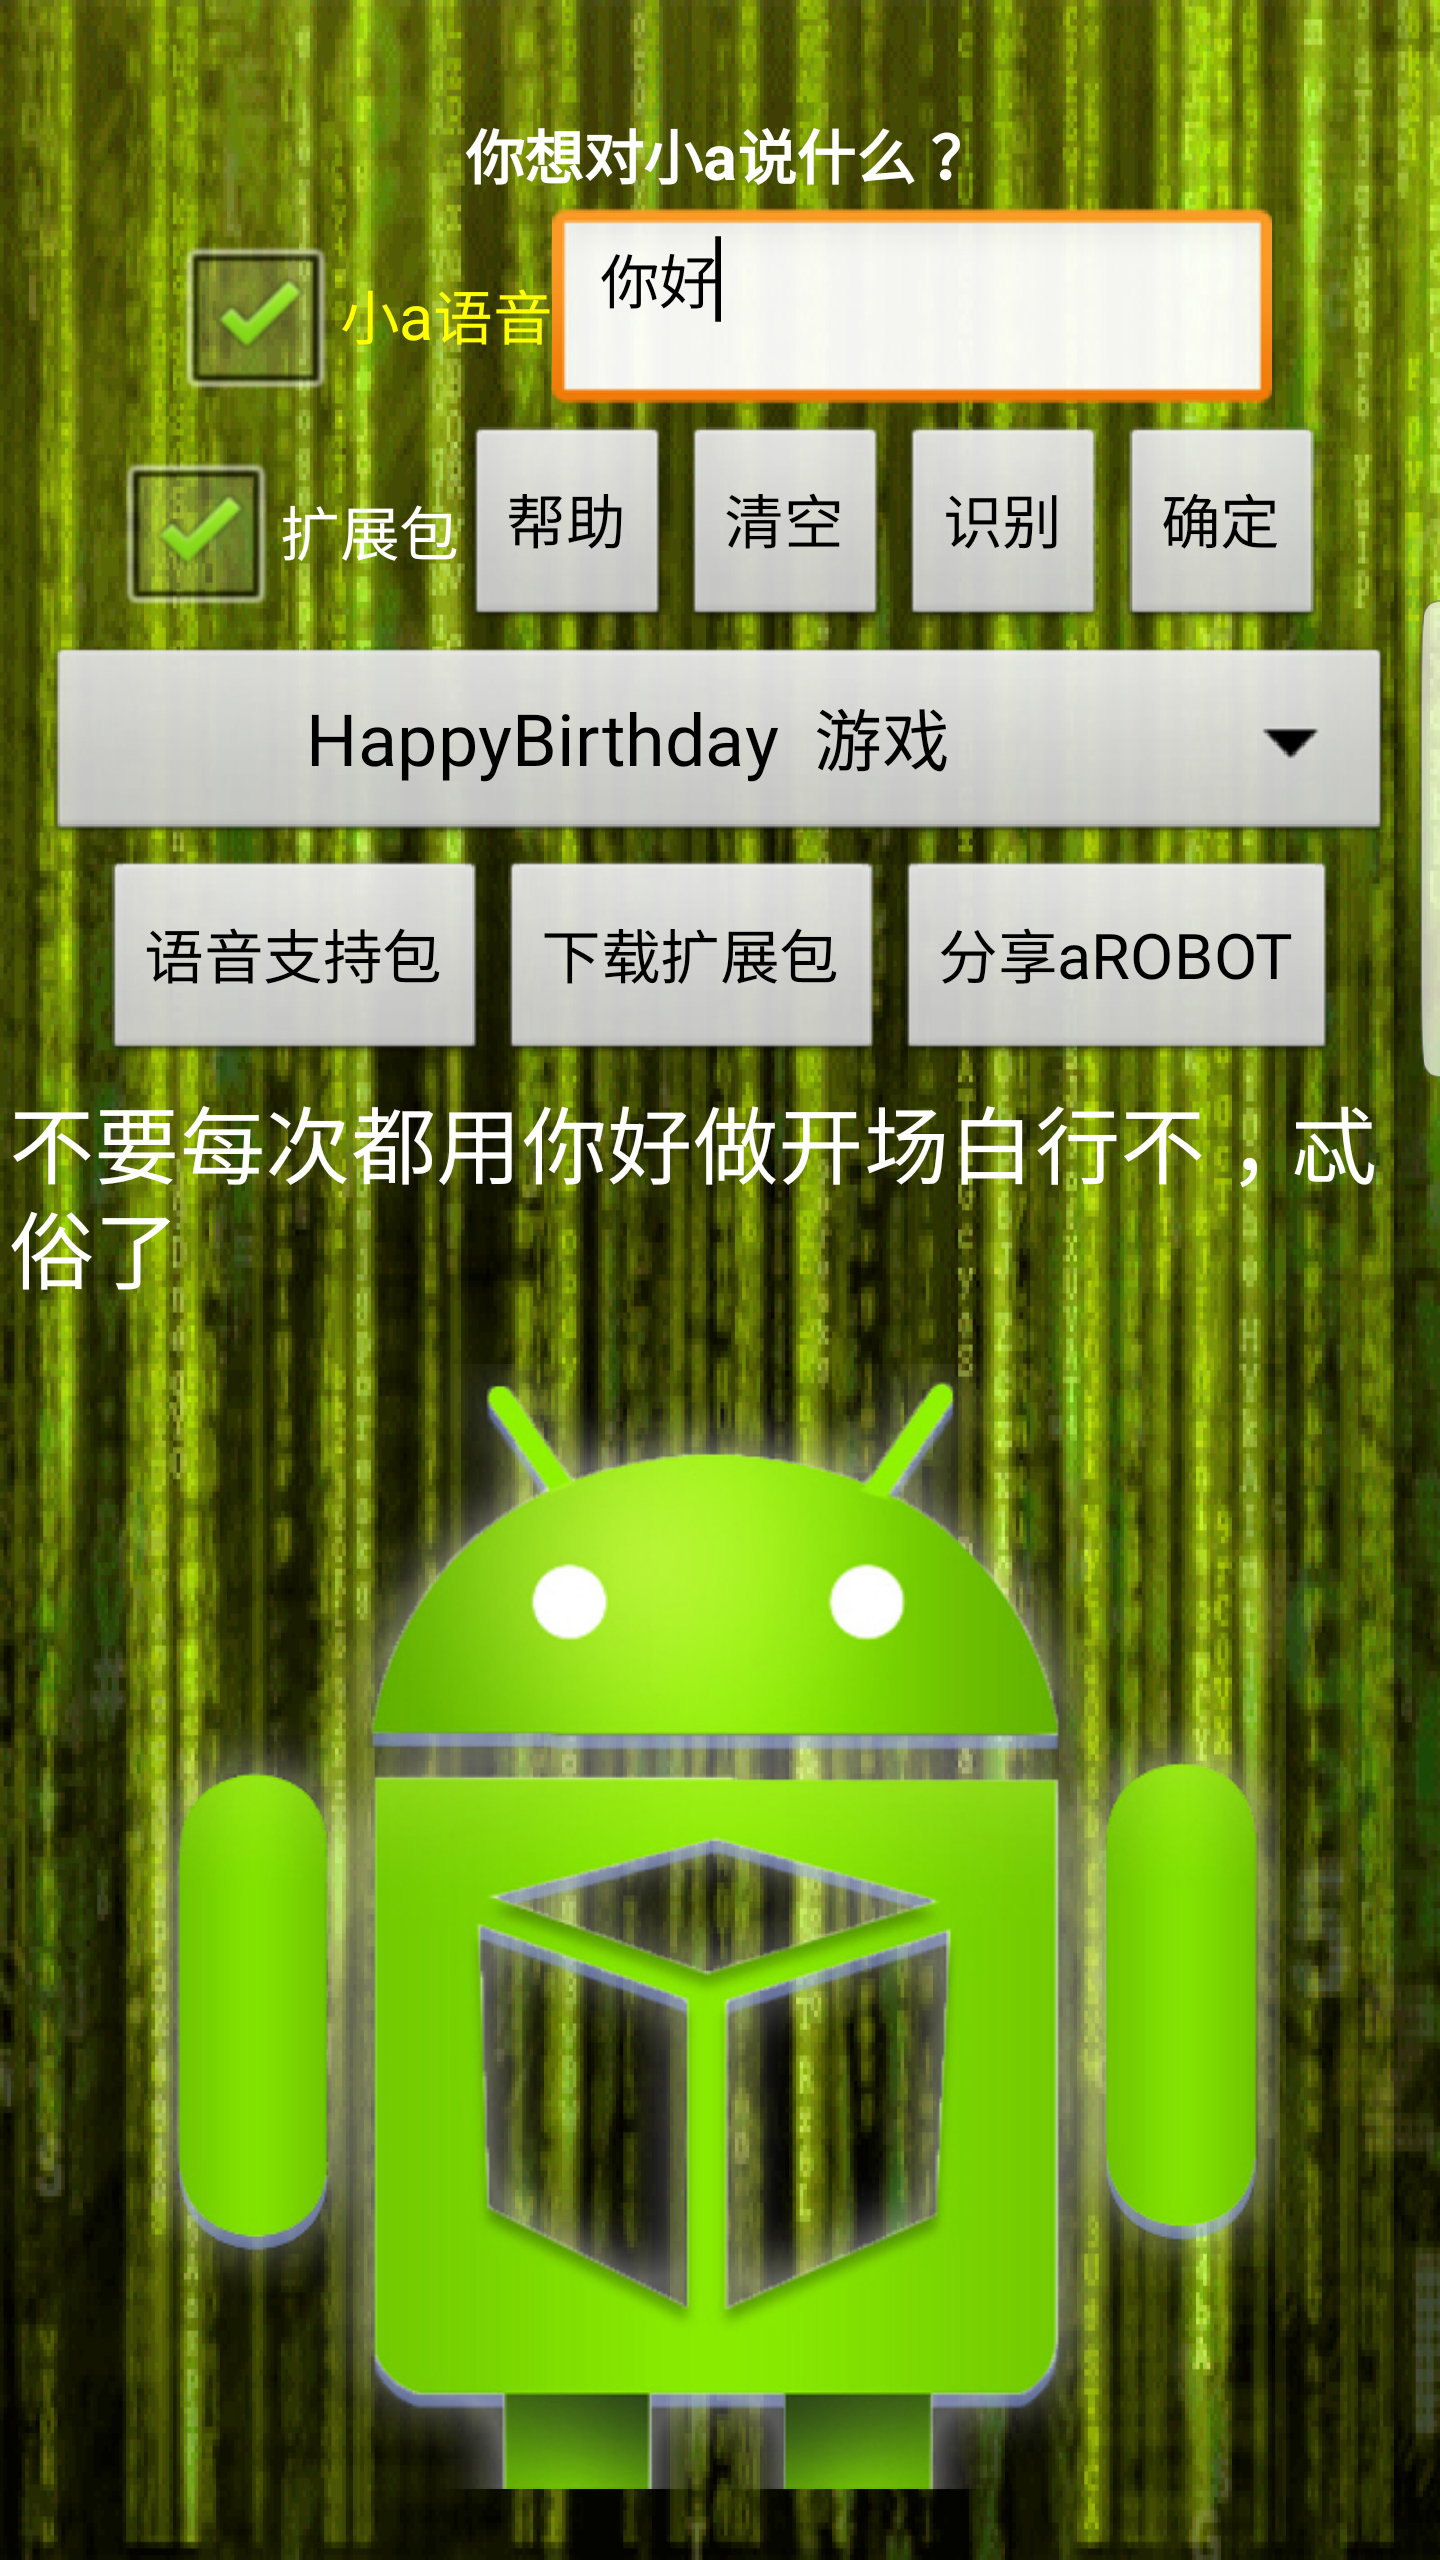 你想对小a说什么？
小a语音
你好
扩展包
帮助
清空
识别
确定
HappyBirthday 游戏
语音支持包
下载扩展包
分享aROBOT
不要每次都用你好做开场白行不，忒
俗了